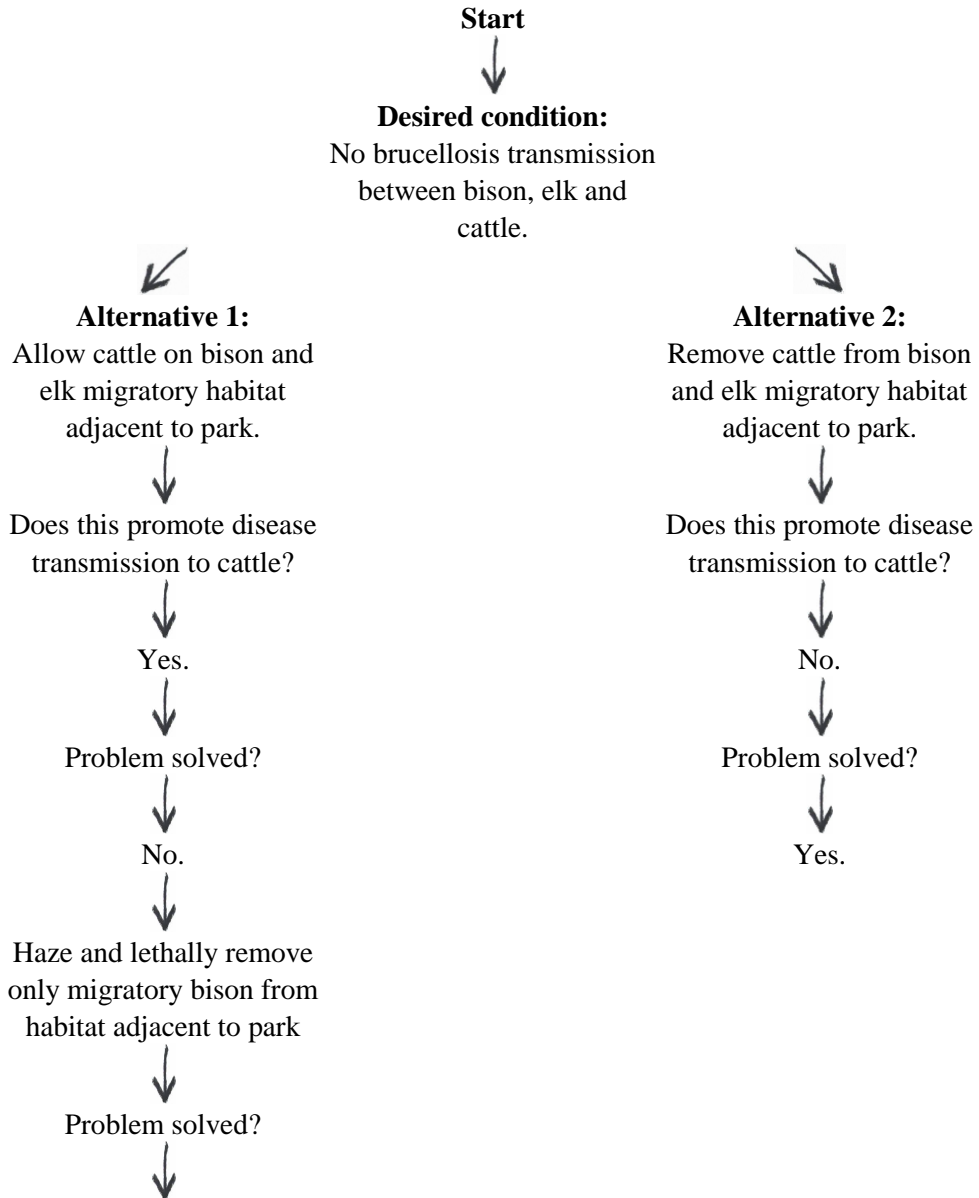 Start
Desired condition:
No brucellosis transmission
between bison, elk and
cattle.
Alternative 1:
Allow cattle on bison and
elk migratory habitat
adjacent to park.
Does this promote disease
transmission to cattle?
Yes.
Problem solved?
No.
Haze and lethally remove
only migratory bison from
habitat adjacent to park
Problem solved?
Alternative 2:
Remove cattle from bison
and elk migratory habitat
adjacent to park.
Does this promote disease
transmission to cattle?
No.
Problem solved?
Yes.